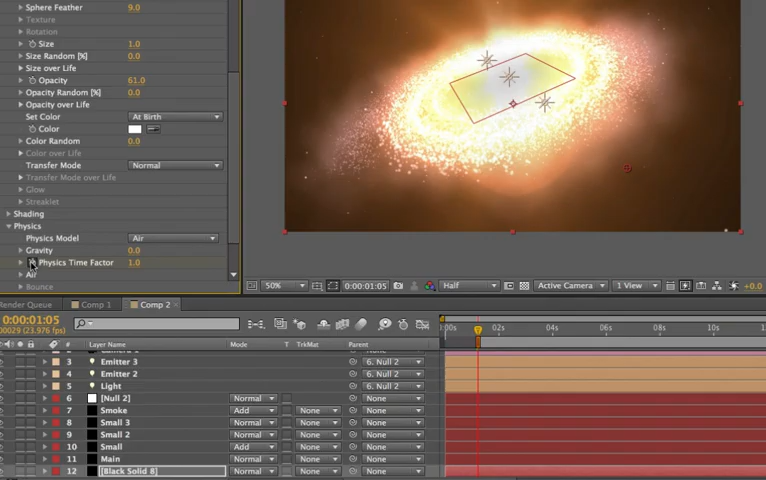 Sphere Feather 9.0
Texture
Rotation
Size 1.0
Size Random [%] 0.0
Size over Life
Opacity 61.0
Opacity Random [%] 0.0
Opacity over Life
Set Color At Birth
Color
Color Random 0.0
Color over Life
Transfer Mode Normal
Transfer Mode over Life
Glow
Streaklet
Shading
Physics
Physics Model Air
Gravity 0.0
Physics Time Factor 1.0
Air
Bounce
50% 0:00:01:05 Half Active Camera 1 View +0.0
Render Queue Comp 1 Comp 2
0:00:01:05
00029 (23.976 fps)
:00s 02s 04s 06s 08s 10s
# Layer Name Mode T TrkMat Parent
3 Emitter 3 6. Null 2
4 Emitter 2 6. Null 2
5 Light 6. Null 2
6 [Null 2] Normal None
7 Smoke Add None None
8 Small 3 Normal None None
9 Small 2 Normal None None
10 Small Add None None
11 Main Normal None None
12 [Black Solid 8] Normal None None